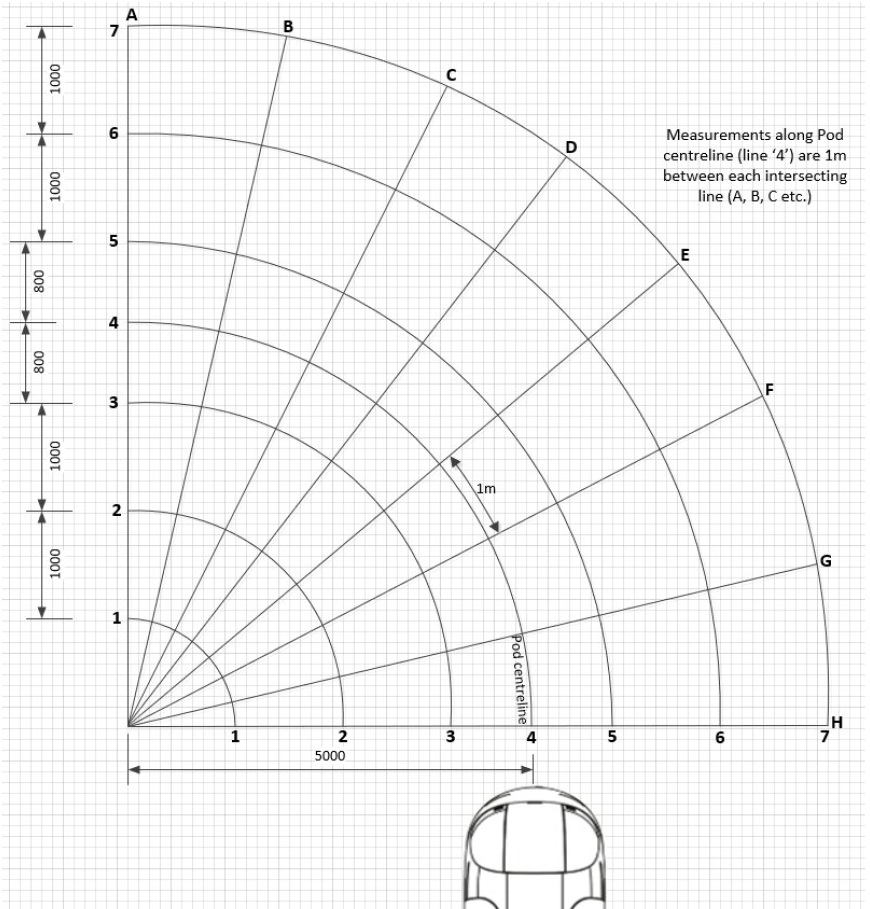 A
7
B
C
1000
D
Measurements along Pod
centreline (line ‘4’) are 1m
between each intersecting
line (A, B, C etc.)
6
1000
5
E
800
4
800
F
3
1000
1m
2
G
1000
1
Pod centreline
H
1
2
3
4
5
6
7
5000